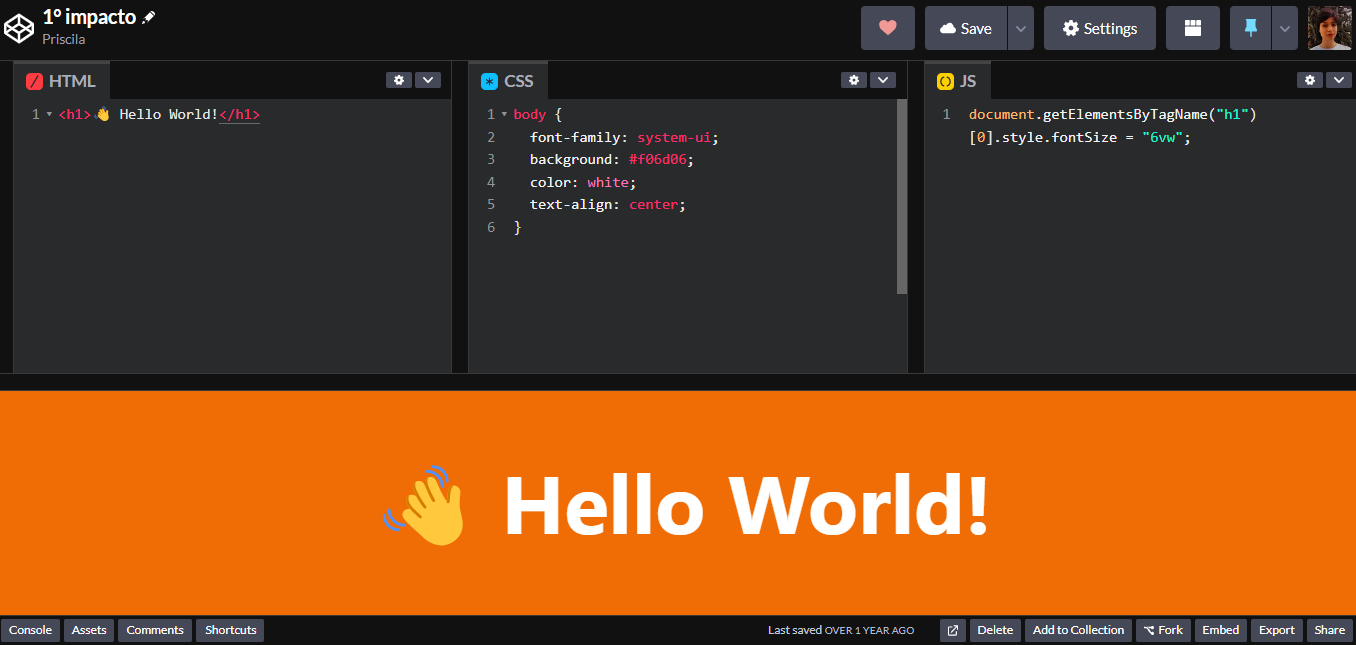 1º impacto
Priscila
Save
Settings
HTML
1 <h1>👋 Hello World!</h1>
CSS
1 body {
2 font-family: system-ui;
3 background: #f06d06;
4 color: white;
5 text-align: center;
6 }
JS
1 document.getElementsByTagName("h1")
[0].style.fontSize = "6vw";
👋 Hello World!
Console Assets Comments Shortcuts Last saved OVER 1 YEAR AGO Delete Add to Collection Fork Embed Export Share